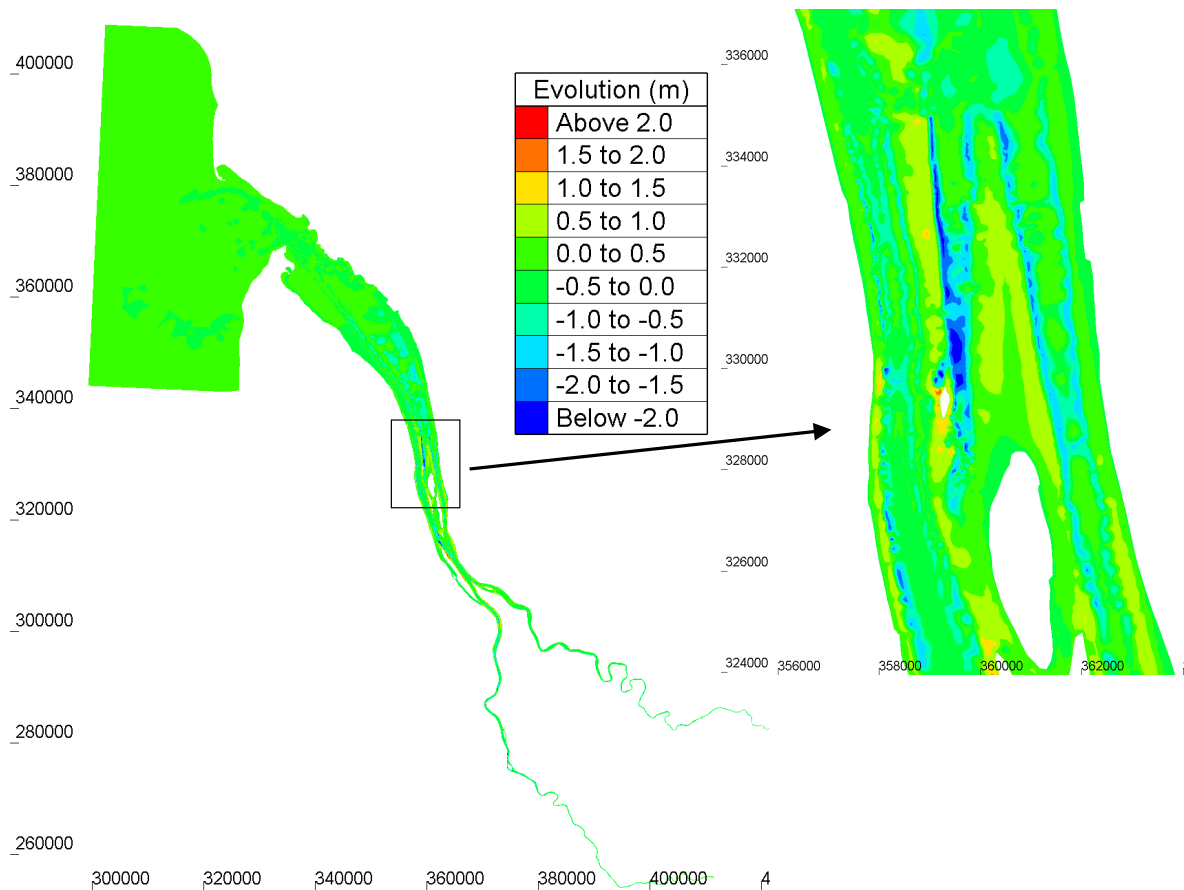 400000
380000
360000
340000
320000
300000
280000
260000
300000 320000 340000 360000 380000 400000 4
Evolution (m)
Above 2.0
1.5 to 2.0
1.0 to 1.5
0.5 to 1.0
0.0 to 0.5
-0.5 to 0.0
-1.0 to -0.5
-1.5 to -1.0
-2.0 to -1.5
Below -2.0
336000
334000
332000
330000
328000
326000
324000
356000 358000 360000 362000